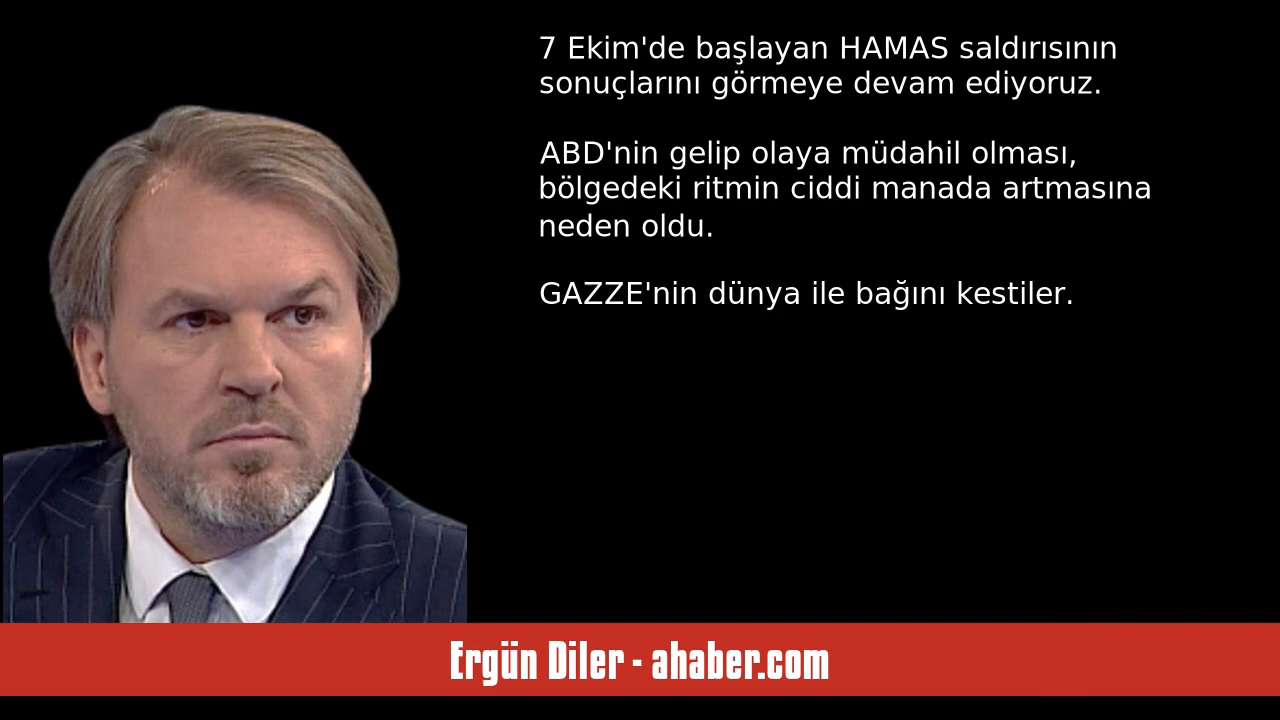 7 Ekim'de başlayan HAMAS saldırısının
sonuçlarını görmeye devam ediyoruz.
ABD'nin gelip olaya müdahil olması,
bölgedeki ritmin ciddi manada artmasına
neden oldu.
GAZZE'nin dünya ile bağını kestiler.
Ergün Diler - ahaber.com